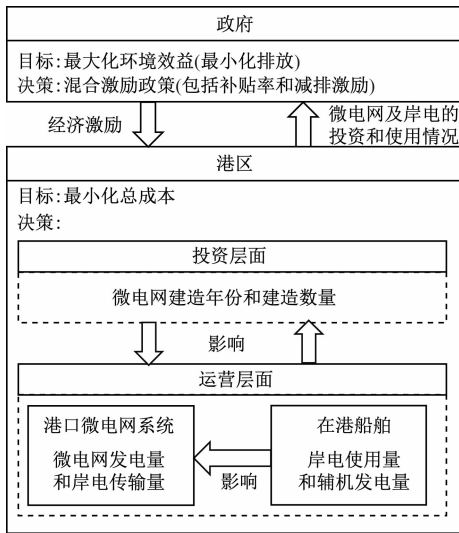 政府
目标:最大化环境效益(最小化排放)
决策:混合激励政策(包括补贴率和减排激励)
经济激励
微电网及岸电的
投资和使用情况
港区
目标:最小化总成本
决策:
投资层面
微电网建造年份和建造数量
影响
运营层面
港口微电网系统
微电网发电量
和岸电传输量
影响
在港船舶
岸电使用量
和辅机发电量